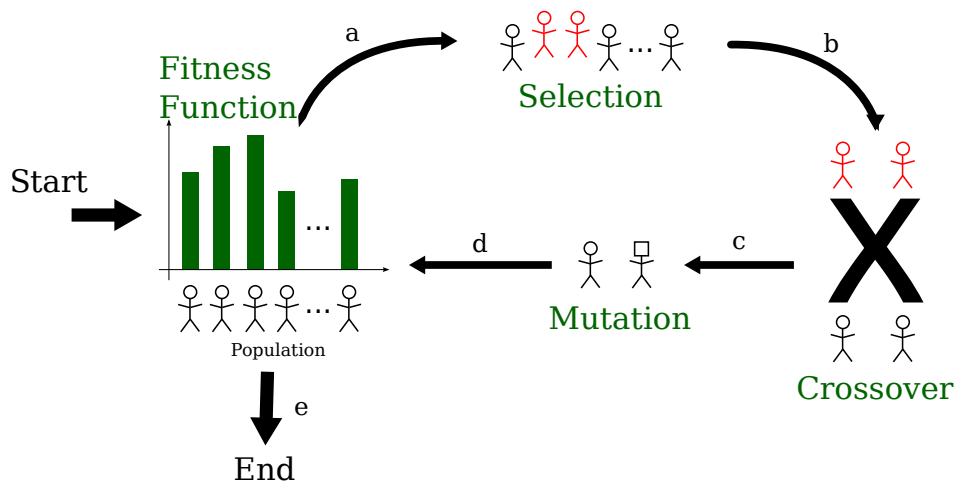 a
b
Fitness
Function
Selection
Start
...
...
c
d
...
Mutation
Population
Crossover
e
End